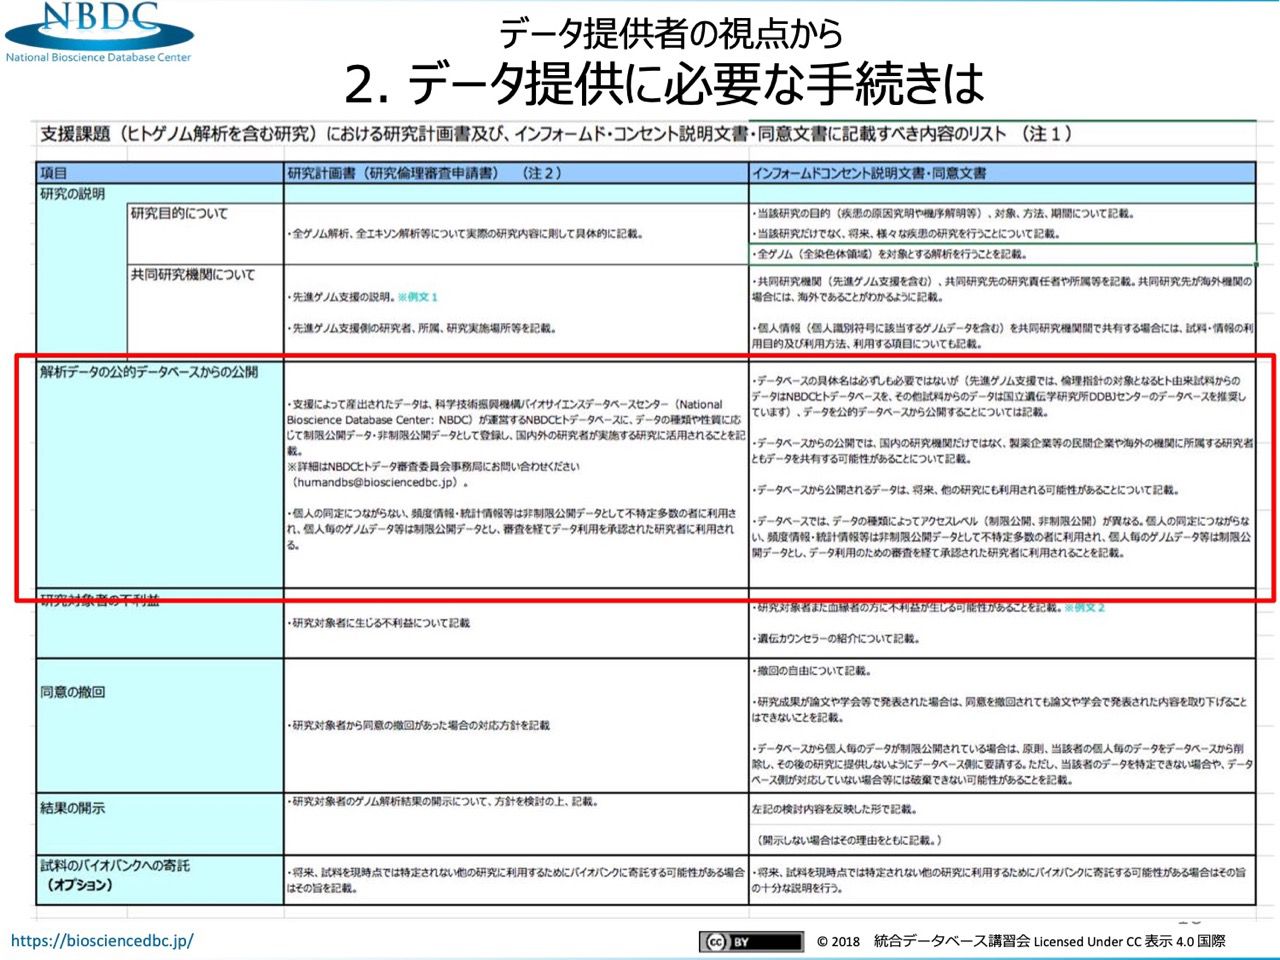 NBDC
National Bioscience Database Center
データ提供者の視点から
2. データ提供に必要な手続きは
支援課題（ヒトゲノム解析を含む研究）における研究計画書及び、インフォームド・コンセント説明文書・同意文書に記載すべき内容のリスト （注１）
項目
研究計画書（研究倫理審査申請書） （注２）
インフォームドコンセント説明文書・同意文書
研究の説明
研究目的について
・全ゲノム解析、全エキソン解析等について実際の研究内容に則して具体的に記載。
・当該研究の目的（疾患の原因究明や機序解明等）、対象、方法、期間について記載。
・当該研究だけでなく、将来、様々な疾患の研究を行うことについて記載。
・全ゲノム（全染色体領域）を対象とする解析を行うことを記載。
共同研究機関について
・先進ゲノム支援の説明。※例文１
・先進ゲノム支援側の研究者、所属、研究実施場所等を記載。
・共同研究機関（先進ゲノム支援を含む）、共同研究先の研究責任者や所属等を記載。共同研究先が海外機関の
場合には、海外であることがわかるように記載。
・個人情報（個人識別符号に該当するゲノムデータを含む）を共同研究機関間で共有する場合には、試料・情報の利
用目的及び利用方法、利用する項目についても記載。
解析データの公的データベースからの公開
・支援によって産出されたデータは、科学技術振興機構バイオサイエンスデータベースセンター（National
Bioscience Database Center: NBDC）が運営するNBDCヒトデータベースに、データの種類や性質に応
じて制限公開データ・非制限公開データとして登録し、国内外の研究者が実施する研究に活用されることを記
載。
※詳細はNBDCヒトデータ審査委員会事務局にお問い合わせください
（humandbs@biosciencedbc.jp）。
・個人の同定につながらない、頻度情報・統計情報等は非制限公開データとして不特定多数の者に利用さ
れ、個人毎のゲノムデータ等は制限公開データとし、審査を経てデータ利用を承認された研究者に利用され
る。
・データベースの具体名は必ずしも必要ではないが（先進ゲノム支援では、倫理指針の対象となるヒト由来試料からの
データはNBDCヒトデータベースを、その他試料からのデータは国立遺伝学研究所DDBJセンターのデータベースを推奨し
ています）、データを公的データベースから公開することについては記載。
・データベースからの公開では、国内の研究機関だけではなく、製薬企業等の民間企業や海外の機関に所属する研究者
ともデータを共有する可能性があることについて記載。
・データベースから公開されるデータは、将来、他の研究にも利用される可能性があることについて記載。
・データベースでは、データの種類によってアクセスレベル（制限公開、非制限公開）が異なる。個人の同定につながらな
い、頻度情報・統計情報等は非制限公開データとして不特定多数の者に利用され、個人毎のゲノムデータ等は制限公
開データとし、データ利用のための審査を経て承認された研究者に利用されることを記載。
研究対象者の不利益
・研究対象者に生じる不利益について記載
・研究対象者また血縁者の方に不利益が生じる可能性があることを記載。※例文２
・遺伝カウンセラーの紹介について記載。
同意の撤回
・研究対象者から同意の撤回があった場合の対応方針を記載
・撤回の自由について記載。
・研究成果が論文や学会等で発表された場合は、同意を撤回されても論文や学会で発表された内容を取り下げること
はできないことを記載。
・データベースから個人毎のデータが制限公開されている場合は、原則、当該者の個人毎のデータをデータベースから削
除し、その後の研究に提供しないようにデータベース側に要請する。ただし、当該者のデータを特定できない場合や、データ
ベース側が対応していない場合等には破棄できない可能性があることを記載。
結果の開示
・研究対象者のゲノム解析結果の開示について、方針を検討の上、記載。
左記の検討内容を反映した形で記載。
（開示しない場合はその理由をともに記載。）
試料のバイオバンクへの寄託
（オプション）
・将来、試料を現時点では特定されない他の研究に利用するためにバイオバンクに寄託する可能性がある場合
はその旨を記載。
・将来、試料を現時点では特定されない他の研究に利用するためにバイオバンクに寄託する可能性がある場合はその旨
の十分な説明を行う。
https://biosciencedbc.jp/
cc BY
© 2018 統合データベース講習会 Licensed Under CC 表示 4.0 国際